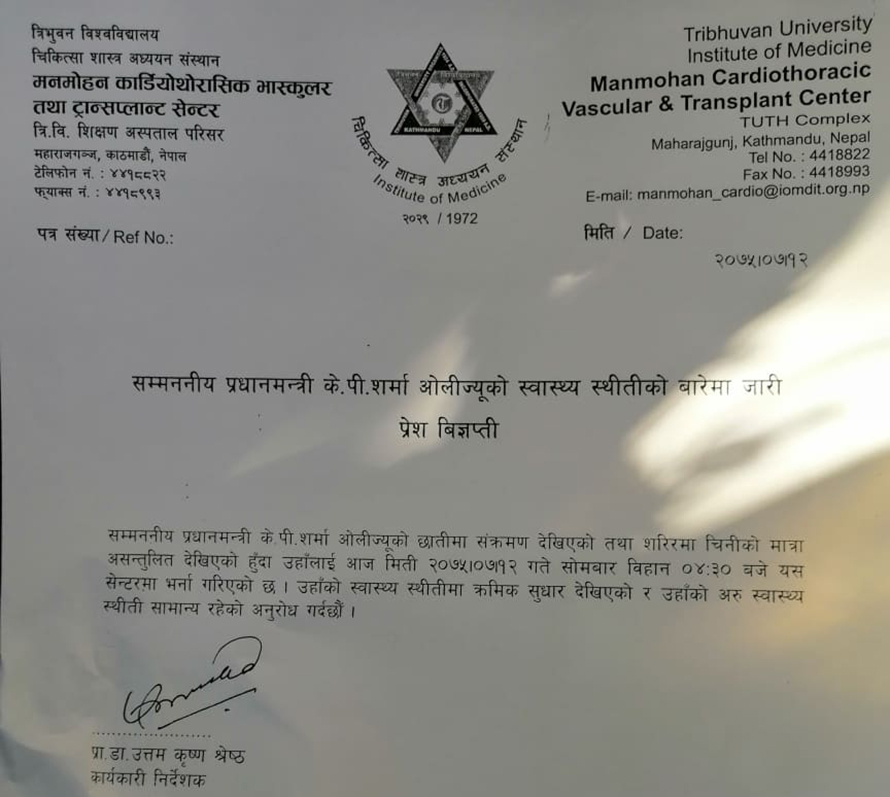 त्रिभुवन विश्वविद्यालय
चिकित्सा शास्त्र अध्ययन संस्थान
मनमोहन कार्डियोथोरासिक भास्कुलर
तथा ट्रान्सप्लान्ट सेन्टर
त्रि.वि. शिक्षण अस्पताल परिसर
महाराजगञ्ज, काठमाडौं, नेपाल
टेलिफोन नं. : ४४१८८२२
फ्याक्स नं. : ४४१८९९३
पत्र संख्या/ Ref No.:
त्रिभुवन विश्वविद्यालय
KATHMANDU NEPAL
चिकित्सा शास्त्र अध्ययन संस्थान
Institute of Medicine
२०२९ / 1972
Tribhuvan University
Institute of Medicine
Manmohan Cardiothoracic
Vascular & Transplant Center
TUTH Complex
Maharajgunj, Kathmandu, Nepal
Tel No. : 4418822
Fax No. : 4418993
E-mail: manmohan_cardio@iomdit.org.np
मिति / Date:
२०७५।०७।१२
सम्मननीय प्रधानमन्त्री के.पी.शर्मा ओलीज्यूको स्वास्थ्य स्थीतीको बारेमा जारी
प्रेश बिज्ञप्ती
सम्मननीय प्रधानमन्त्री के.पी.शर्मा ओलीज्यूको छातीमा संक्रमण देखिएको तथा शरिरमा चिनीको मात्रा
असन्तुलित देखिएको हुँदा उहाँलाई आज मिती २०७५।०७।१२ गते सोमबार विहान ०४:३० बजे यस
सेन्टरमा भर्ना गरिएको छ । उहाँको स्वास्थ्य स्थीतीमा क्रमिक सुधार देखिएको र उहाँको अरु स्वास्थ्य
स्थीती सामान्य रहेको अनुरोध गर्दछौं ।
प्रा.डा.उत्तम कृष्ण श्रेष्ठ
कार्यकारी निर्देशक